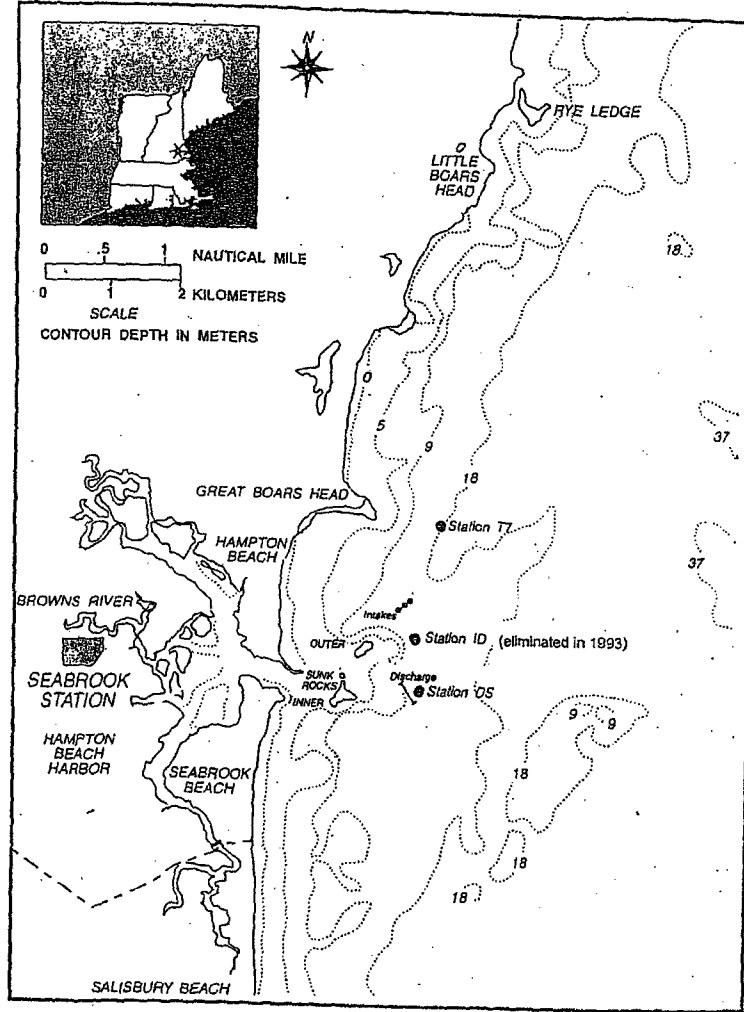 N
RYE LEDGE
LITTLE
BOARS
HEAD
18
0 .5 1 NAUTICAL MILE
0 1 2 KILOMETERS
SCALE
CONTOUR DEPTH IN METERS
0
5
9
18
37
GREAT BOARS HEAD
Station T7
HAMPTON
BEACH
37
BROWNS RIVER
Intakes
OUTER
Station ID (eliminated in 1993)
SEABROOK
STATION
SUNK
ROCKS
Discharge
Station DS
INNER
HAMPTON
BEACH
HARBOR
SEABROOK
BEACH
9
9
18
18
18
SALISBURY BEACH